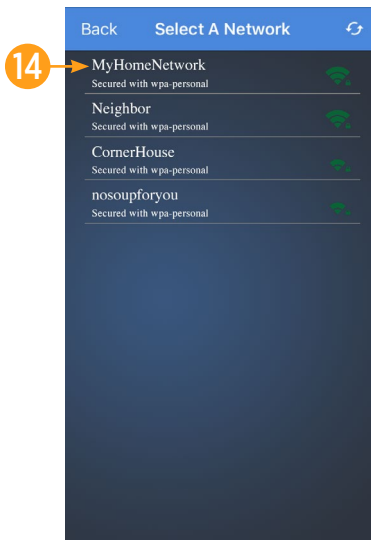 Back Select A Network
14
MyHomeNetwork
Secured with wpa-personal
Neighbor
Secured with wpa-personal
CornerHouse
Secured with wpa-personal
nosoupforyou
Secured with wpa-personal